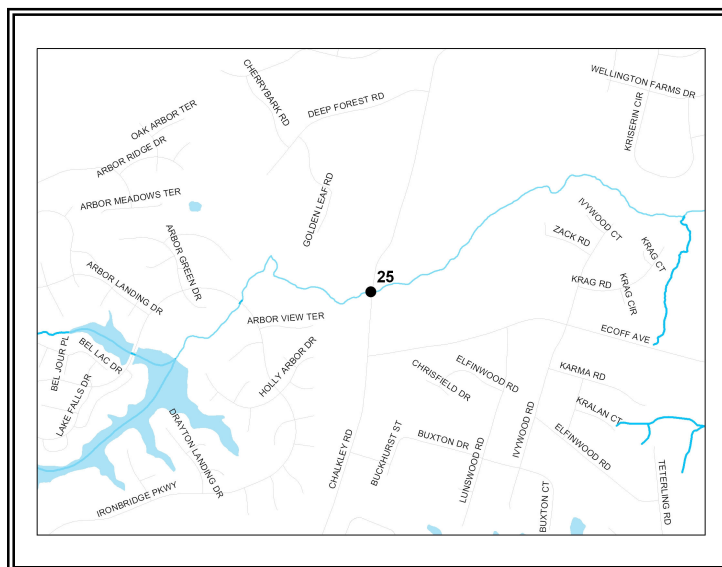 CHERRYBARK RD
WELLINGTON FARMS DR
DEEP FOREST RD
OAK ARBOR TER
KRISERIN CIR
ARBOR RIDGE DR
ARBOR MEADOWS TER
GOLDEN LEAF RD
IVYWOOD CT
ZACK RD
KRAG CT
ARBOR GREEN DR
ARBOR LANDING DR
25
KRAG RD
KRAG CIR
ARBOR VIEW TER
ECOFF AVE
BEL JOUR PL
BEL LAC DR
HOLLY ARBOR DR
ELFINWOOD RD
CHRISFIELD DR
KARMA RD
LAKE FALLS DR
KRALAN CT
DRAYTON LANDING DR
CHALKLEY RD
BUCKHURST ST
BUXTON DR
LUNSWOOD RD
IVYWOOD RD
ELFINWOOD RD
TETERLING RD
IRONBRIDGE PKWY
BUXTON CT